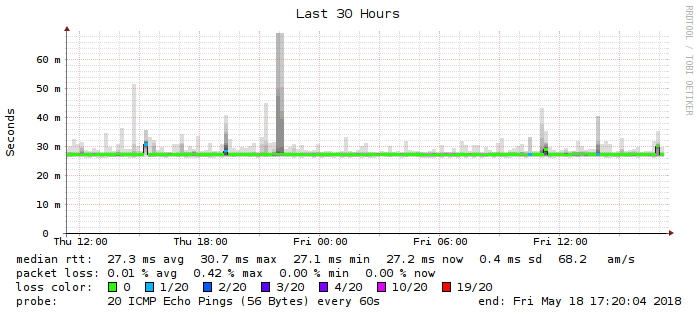 Last 30 Hours
RRDTOOL / TOBI OETIKER
Seconds
60 m
50 m
40 m
30 m
20 m
10 m
0
Thu 12:00 Thu 18:00 Fri 00:00 Fri 06:00 Fri 12:00
median rtt: 27.3 ms avg 30.7 ms max 27.1 ms min 27.2 ms now 0.4 ms sd 68.2 am/s
packet loss: 0.01 % avg 0.42 % max 0.00 % min 0.00 % now
loss color: 0 1/20 2/20 3/20 4/20 10/20 19/20
probe: 20 ICMP Echo Pings (56 Bytes) every 60s end: Fri May 18 17:20:04 2018